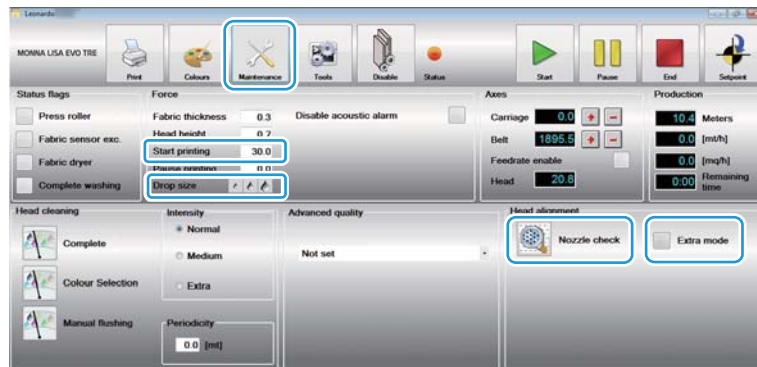 Leonardo
MONNA LISA EVO TRE
Print
Colours
Maintenance
Tools
Disable
Status
Start
Pause
End
Setpoint
Status flags
Press roller
Fabric sensor exc.
Fabric dryer
Complete washing
Force
Fabric thickness 0.3
Head height 0.7
Start printing 30.0
Pause printing 0.0
Drop size
Disable acoustic alarm
Axes
Carriage 0.0 + -
Belt 1895.5 + -
Feedrate enable
Head 20.8
Production
10.4 Meters
0.0 [mt/h]
0.0 [mq/h]
0:00 Remaining
time
Head cleaning
Complete
Colour Selection
Manual flushing
Intensity
Normal
Medium
Extra
Periodicity
0.0 [mt]
Advanced quality
Not set
Head alignment
Nozzle check
Extra mode